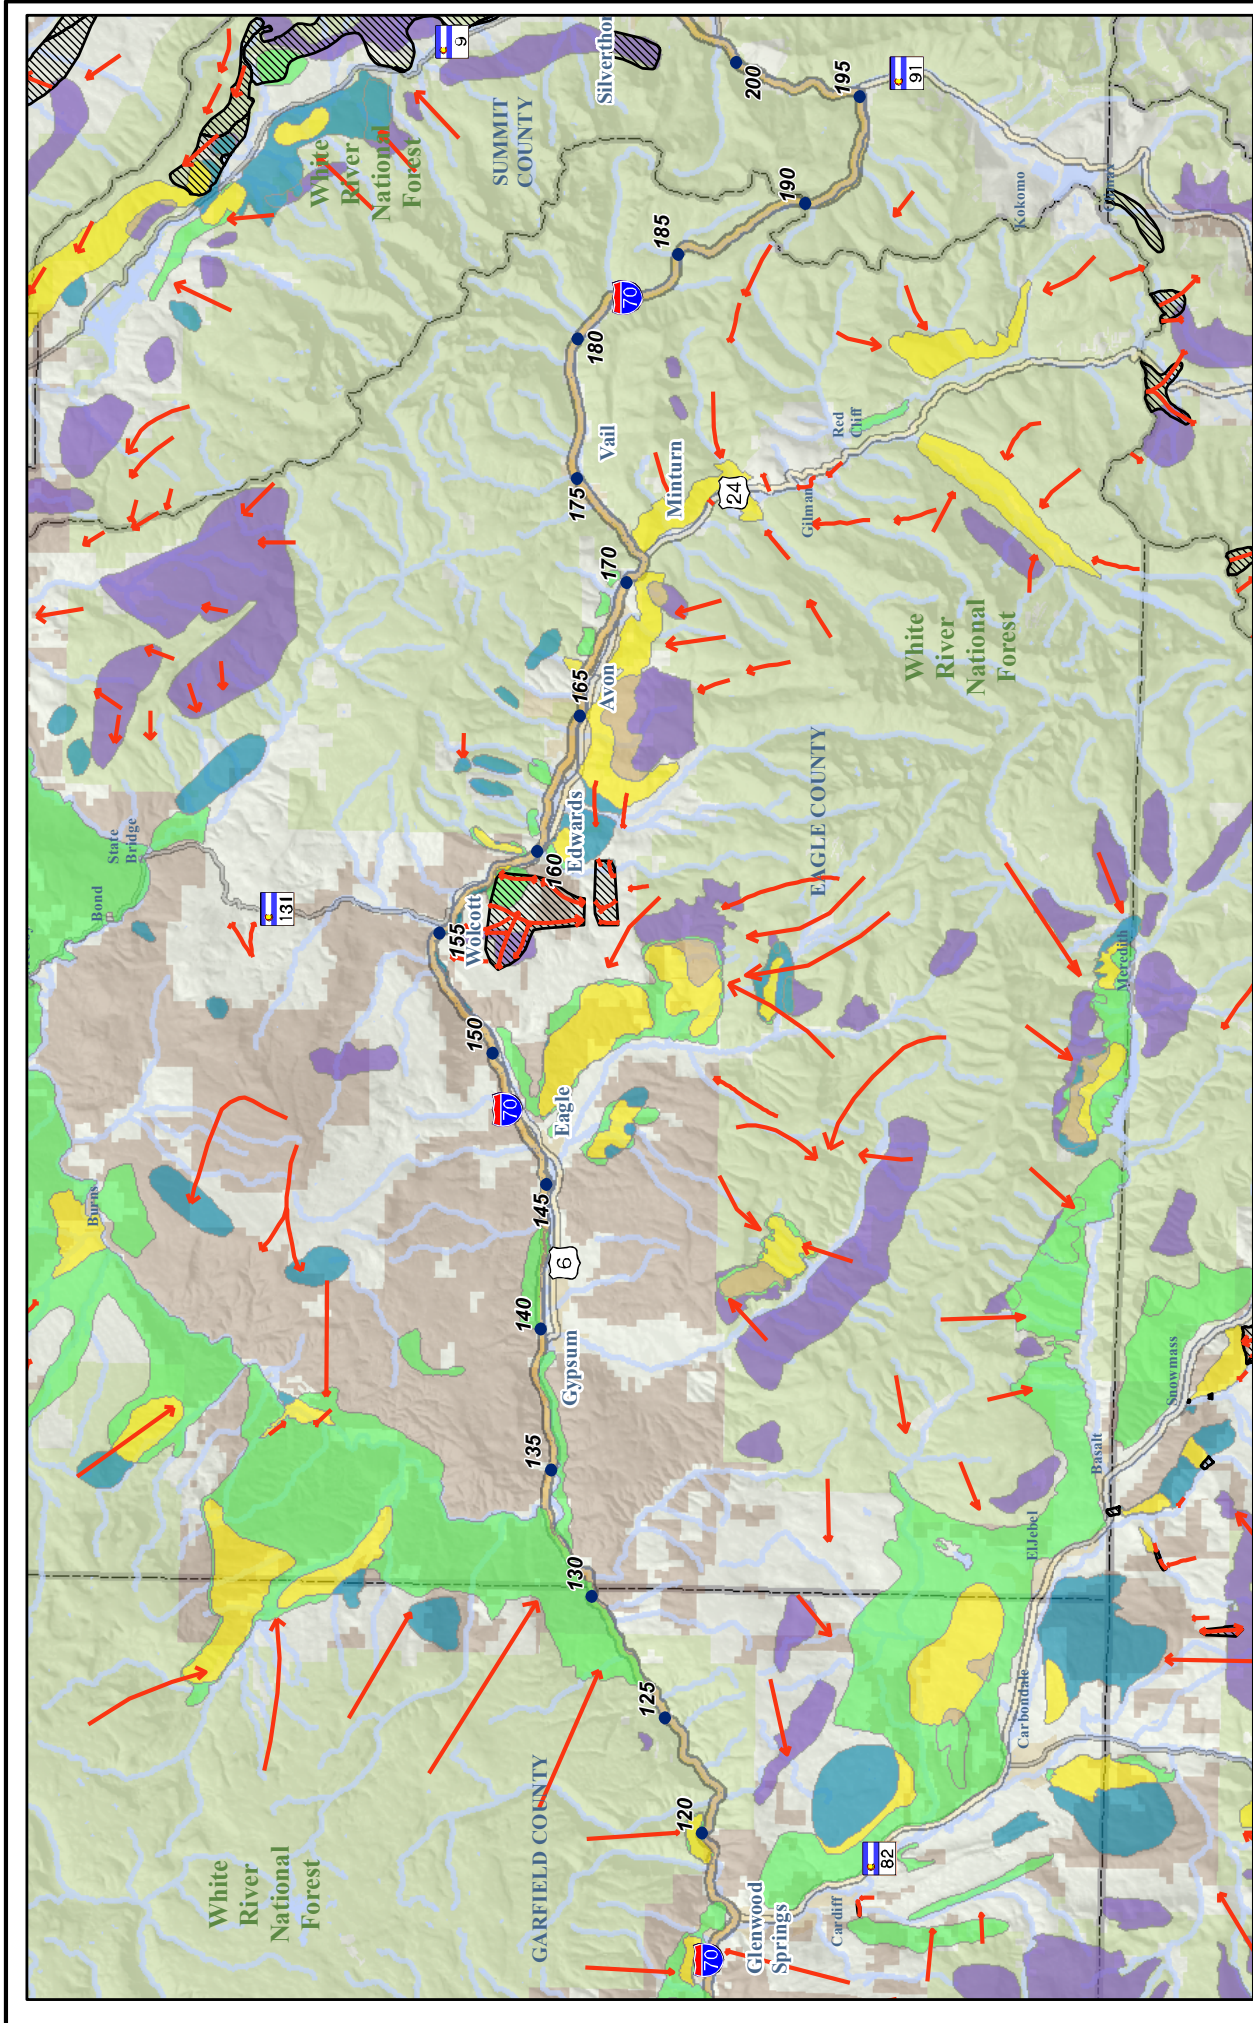 Burns
Bond
State
Bridge
131
White
River
National
Forest
White
River
National
Forest
9
155
Wolcott
150
70
SUMMIT
COUNTY
140
135
145
160
GARFIELD COUNTY
Gypsum
6
Eagle
Edwards
130
165
175
180
Avon
170
Vail
Silverthor
70
125
185
Minturn
120
70
24
200
Glenwood
Springs
190
Gilman
EAGLE COUNTY
195
Cardiff
82
Red
Cliff
91
White
River
National
Forest
Carbondale
ElJebel
Kokomo
Basalt
Meredith
Snowmass